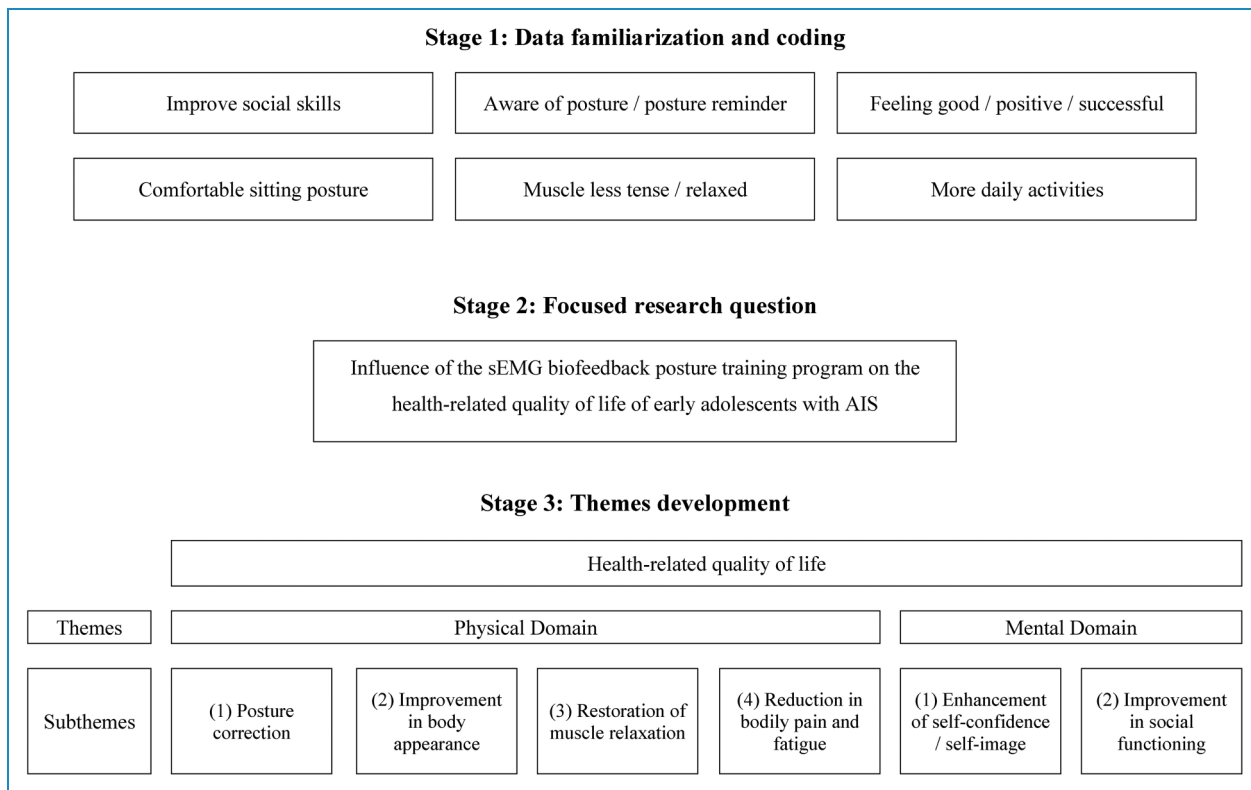 Stage 1: Data familiarization and coding
Improve social skills
Aware of posture / posture reminder
Feeling good / positive / successful
Comfortable sitting posture
Muscle less tense / relaxed
More daily activities
Stage 2: Focused research question
Influence of the sEMG biofeedback posture training program on the
health-related quality of life of early adolescents with AIS
Stage 3: Themes development
Health-related quality of life
Themes
Physical Domain
Mental Domain
Subthemes
(1) Posture
correction
(2) Improvement
in body
appearance
(3) Restoration of
muscle relaxation
(4) Reduction in
bodily pain and
fatigue
(1) Enhancement
of self-confidence
/ self-image
(2) Improvement
in social
functioning